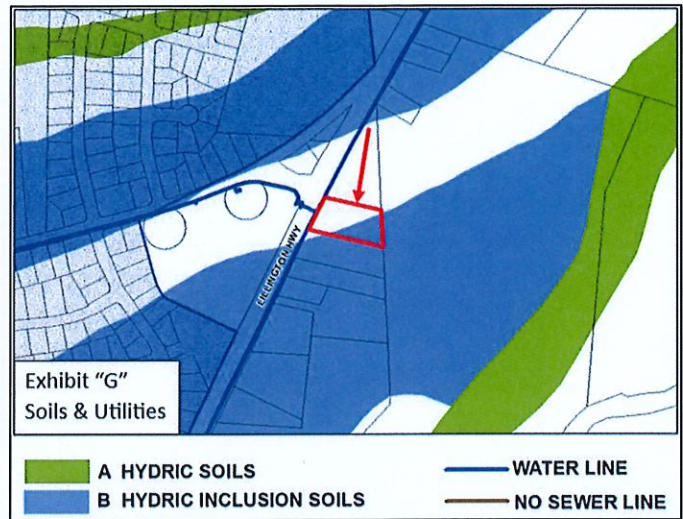 LILLINGTON HWY
Exhibit "G"
Soils & Utilities
A HYDRIC SOILS
B HYDRIC INCLUSION SOILS
WATER LINE
NO SEWER LINE